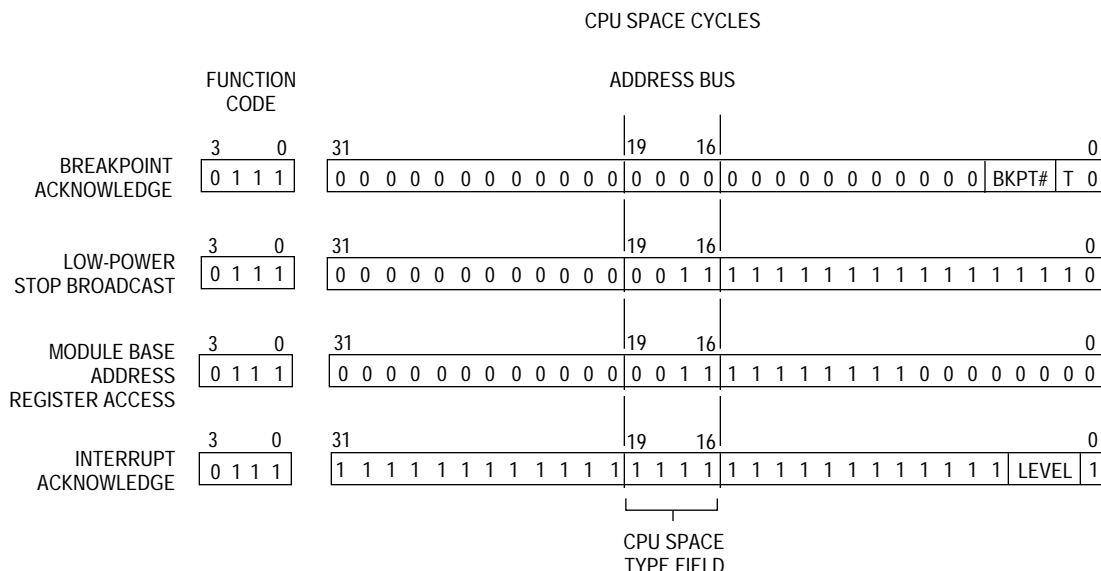 CPU SPACE CYCLES
FUNCTION
CODE
ADDRESS BUS
3 0 31 19 16 0
BREAKPOINT
ACKNOWLEDGE
0 1 1 1 0 0 0 0 0 0 0 0 0 0 0 0 0 0 0 0 0 0 0 0 0 0 0 0 0 0 0 BKPT# T 0
3 0 31 19 16 0
LOW-POWER
STOP BROADCAST
0 1 1 1 0 0 0 0 0 0 0 0 0 0 0 0 0 0 1 1 1 1 1 1 1 1 1 1 1 1 1 1 1 1 1 0
3 0 31 19 16 0
MODULE BASE
ADDRESS
REGISTER ACCESS
0 1 1 1 0 0 0 0 0 0 0 0 0 0 0 0 0 0 1 1 1 1 1 1 1 1 1 1 0 0 0 0 0 0 0 0
3 0 31 19 16 0
INTERRUPT
ACKNOWLEDGE
0 1 1 1 1 1 1 1 1 1 1 1 1 1 1 1 1 1 1 1 1 1 1 1 1 1 1 1 1 1 1 1 LEVEL 1
CPU SPACE
TYPE FIELD